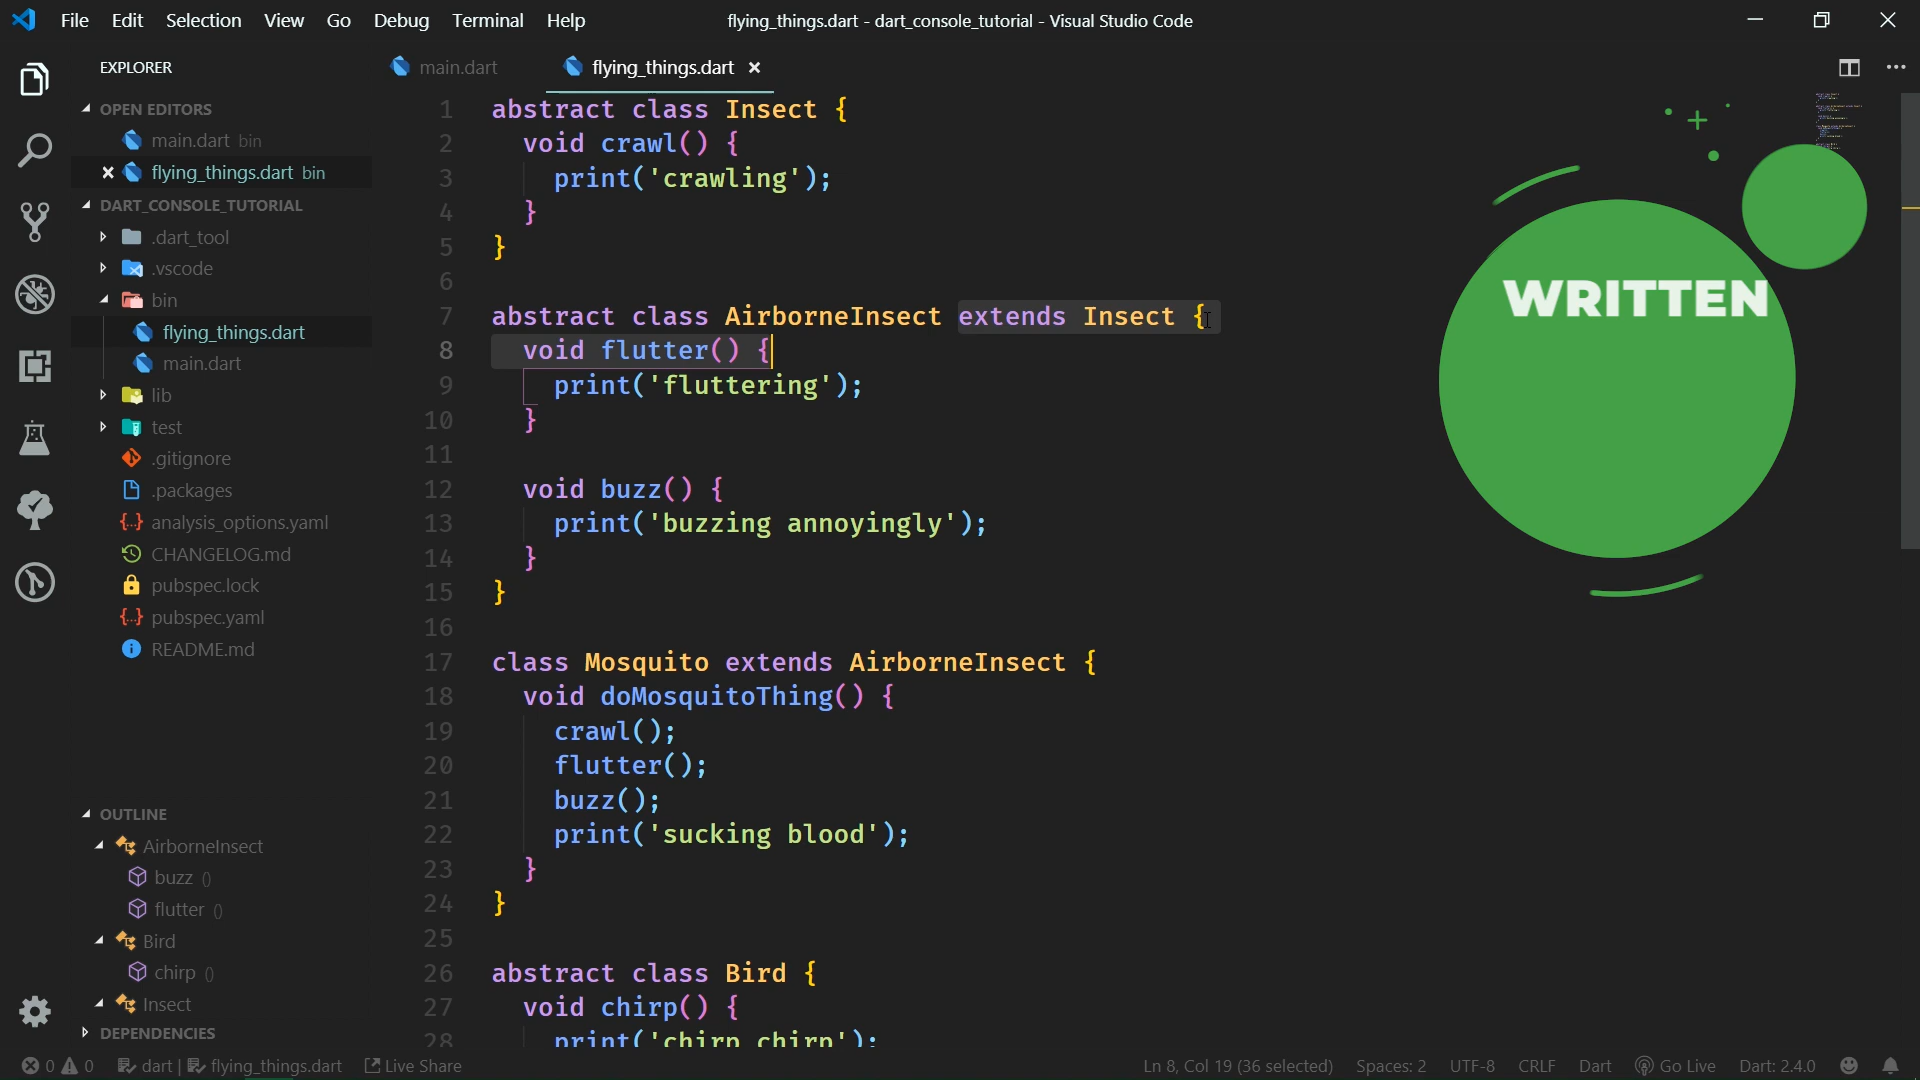 File Edit Selection View Go Debug Terminal Help
flying_things.dart - dart_console_tutorial - Visual Studio Code
EXPLORER
OPEN EDITORS
main.dart bin
flying_things.dart bin
DART_CONSOLE_TUTORIAL
.dart_tool
.vscode
bin
flying_things.dart
main.dart
lib
test
.gitignore
.packages
analysis_options.yaml
CHANGELOG.md
pubspec.lock
pubspec.yaml
README.md
OUTLINE
AirborneInsect
buzz ()
flutter ()
Bird
chirp ()
Insect
DEPENDENCIES
main.dart
flying_things.dart
1 abstract class Insect {
2 void crawl() {
3 print('crawling');
4 }
5 }
6
7 abstract class AirborneInsect extends Insect {
8 void flutter() {
9 print('fluttering');
10 }
11
12 void buzz() {
13 print('buzzing annoyingly');
14 }
15 }
16
17 class Mosquito extends AirborneInsect {
18 void doMosquitoThing() {
19 crawl();
20 flutter();
21 buzz();
22 print('sucking blood');
23 }
24 }
25
26 abstract class Bird {
27 void chirp() {
28 print('chirp chirp');
WRITTEN
0 0 dart | flying_things.dart Live Share
Ln 8, Col 19 (36 selected) Spaces: 2 UTF-8 CRLF Dart Go Live Dart: 2.4.0